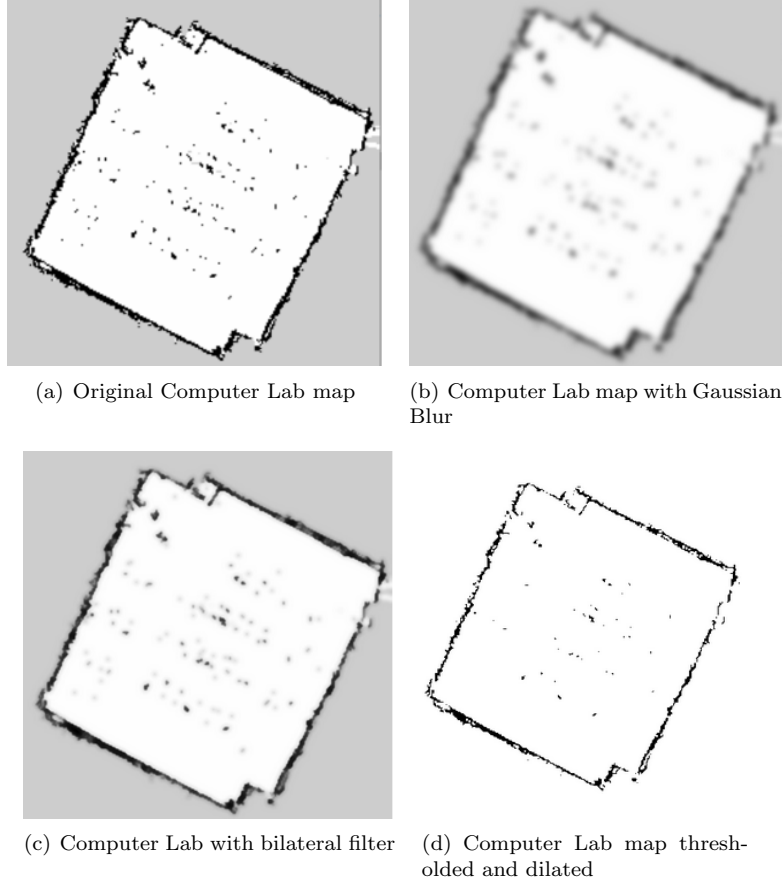 (a) Original Computer Lab map
(b) Computer Lab map with Gaussian
Blur
(c) Computer Lab with bilateral filter
(d) Computer Lab map thresh-
olded and dilated